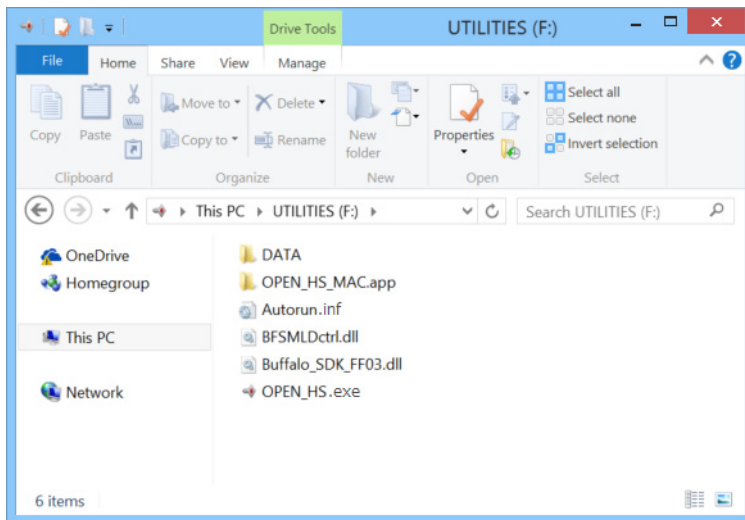 Drive Tools
UTILITIES (F:)
File
Home
Share
View
Manage
Copy
Paste
Move to
Copy to
Delete
Rename
New folder
Properties
Select all
Select none
Invert selection
Clipboard
Organize
New
Open
Select
This PC
UTILITIES (F:)
Search UTILITIES (F:)
OneDrive
Homegroup
This PC
Network
DATA
OPEN_HS_MAC.app
Autorun.inf
BFSMLDctrl.dll
Buffalo_SDK_FF03.dll
OPEN_HS.exe
6 items